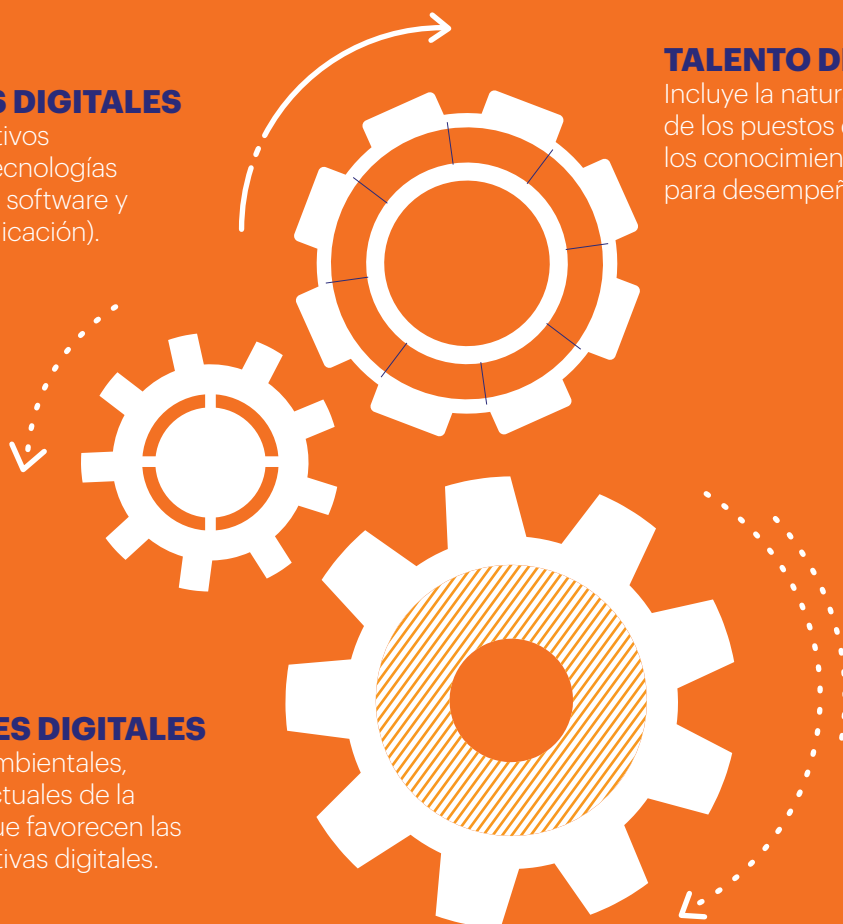 S DIGITALES
tivos
ecnologías
software y
icación).
TALENTO D
Incluye la natur
de los puestos
los conocimien
para desempeñ
ES DIGITALES
mbientales,
ctuales de la
ue favorecen las
tivas digitales.